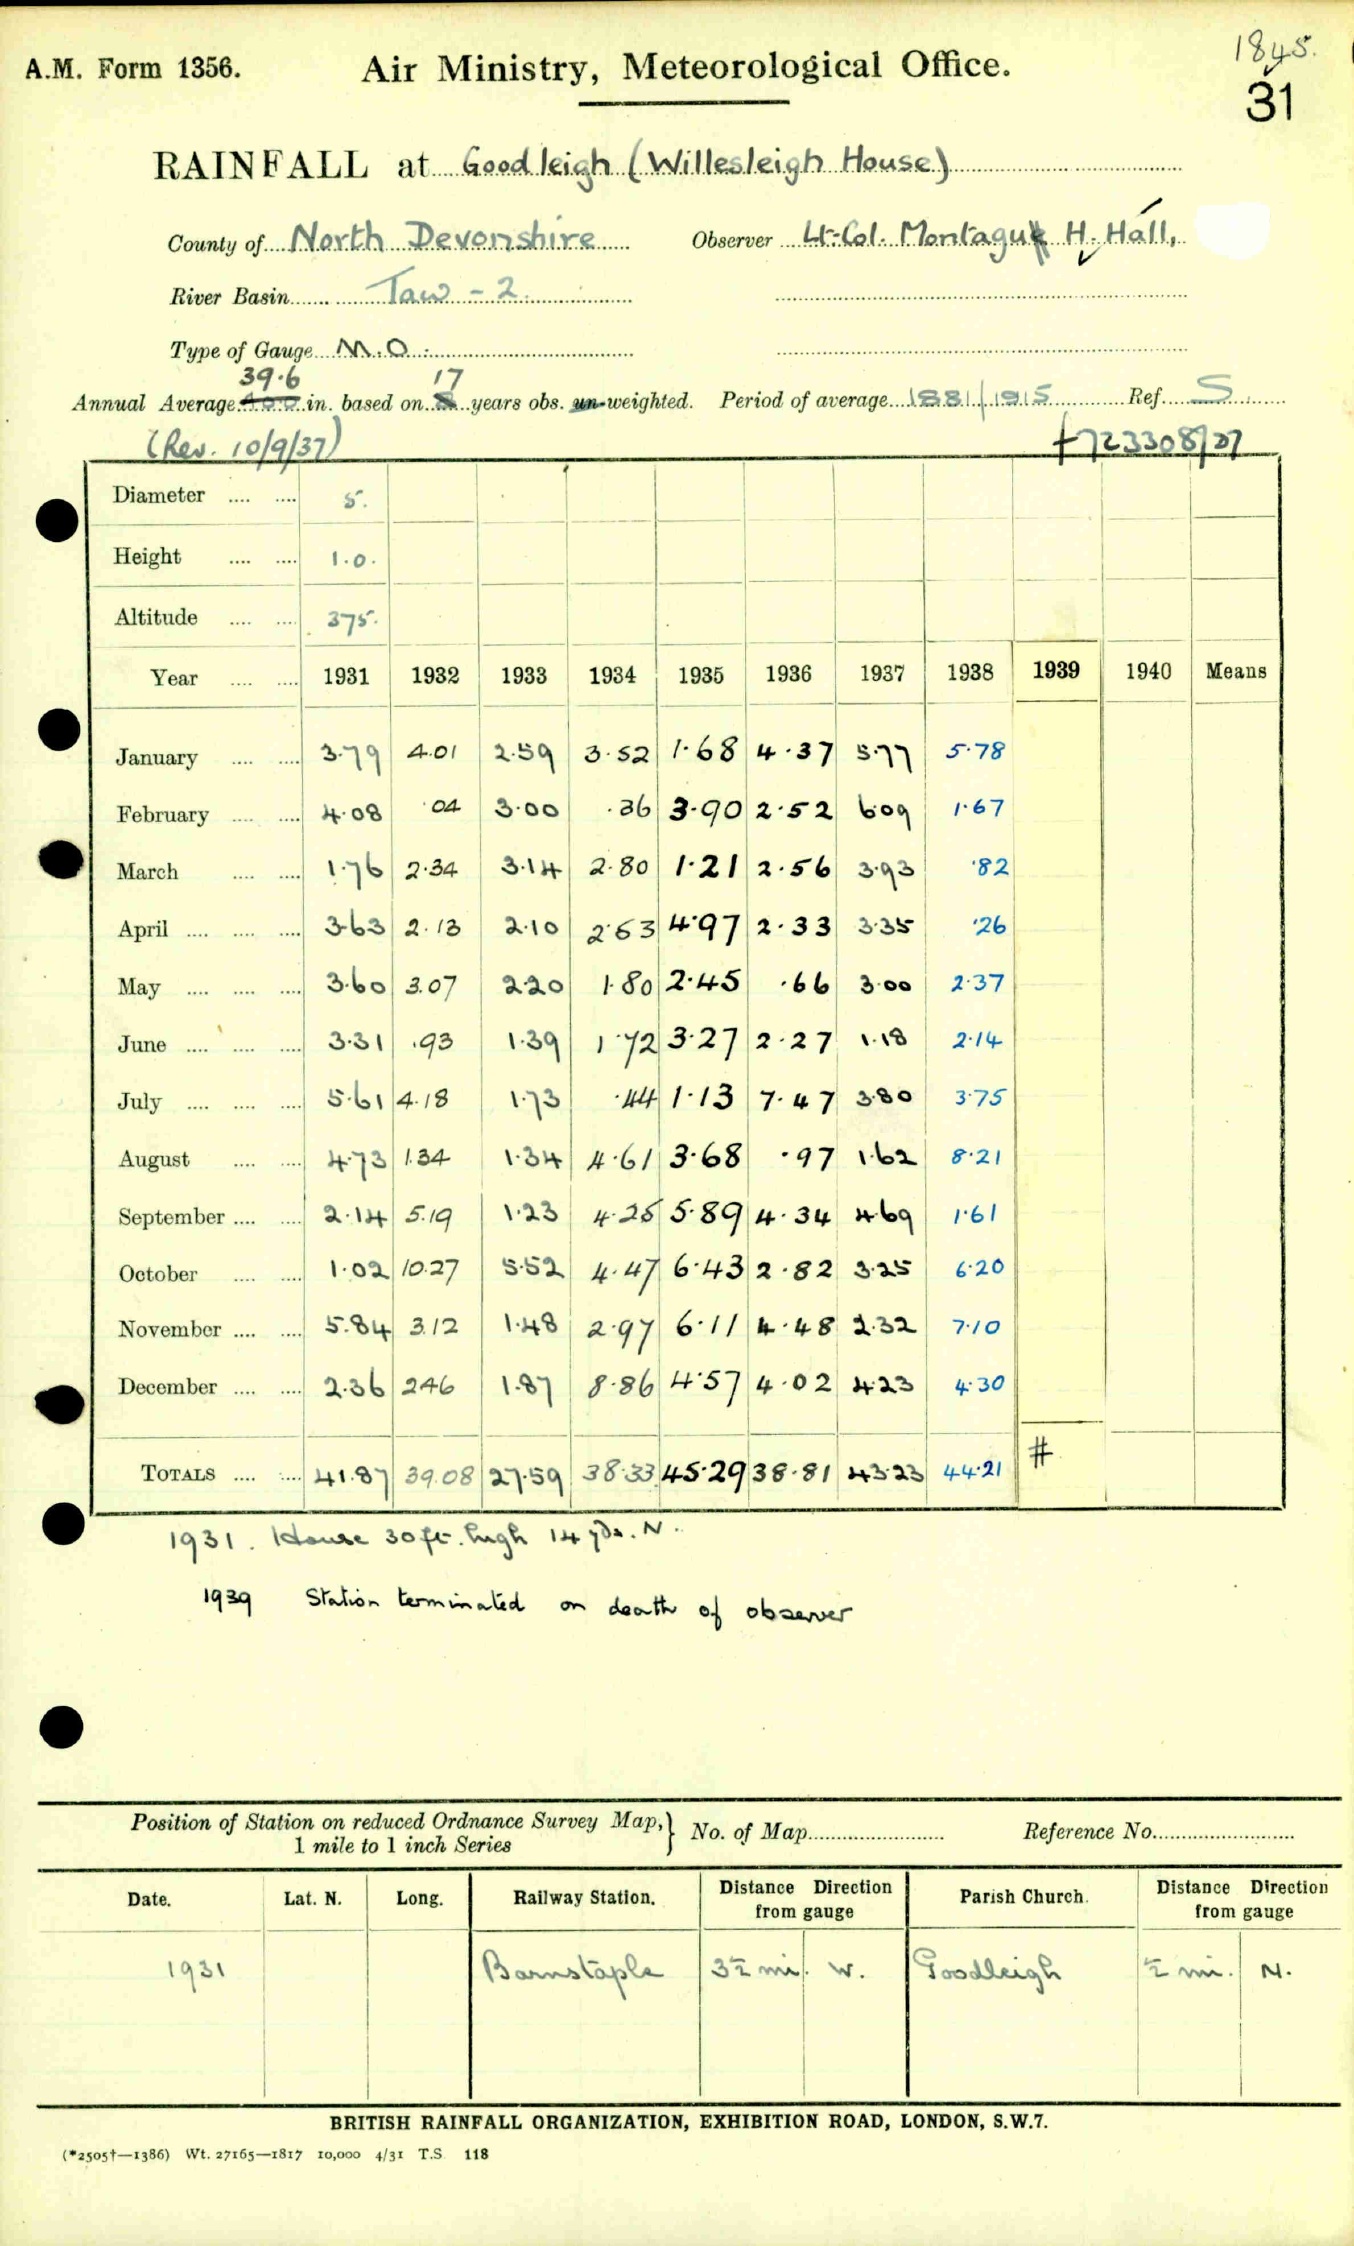 1845.
A.M. Form 1356. Air Ministry, Meteorological Office.
31
RAINFALL at Goodleigh (Willesleigh House)
County of North Devonshire Observer Lt-Col. Montague H. Hall,
River Basin Taw - 2.
Type of Gauge M.O.
39.6 17
Annual Average in. based on 8 years obs. un-weighted. Period of average 1881/1915 Ref. S
(Rev. 10/9/37) 723308/37
Diameter .... .... 5.
Height .... .... 1.0.
Altitude .... .... 375.
Year .... .... 1931 1932 1933 1934 1935 1936 1937 1938 1939 1940 Means
January .... .... 3.79 4.01 2.59 3.52 1.68 4.37 5.77 5.78
February .... .... 4.08 .04 3.00 .36 3.90 2.52 6.09 1.67
March .... .... 1.76 2.34 3.14 2.80 1.21 2.56 3.93 .82
April .... .... .... 3.63 2.13 2.10 2.53 4.97 2.33 3.35 .26
May .... .... .... 3.60 3.07 2.20 1.80 2.45 .66 3.00 2.37
June .... .... .... 3.31 .93 1.39 1.72 3.27 2.27 1.18 2.14
July .... .... .... 5.61 4.18 1.73 .44 1.13 7.47 3.80 3.75
August .... .... 4.73 1.34 1.34 4.61 3.68 .97 1.62 8.21
September .... .... 2.14 5.19 1.23 4.25 5.89 4.34 4.69 1.61
October .... .... 1.02 10.27 5.52 4.47 6.43 2.82 3.25 6.20
November .... .... 5.84 3.12 1.48 2.97 6.11 4.48 2.32 7.10
December .... .... 2.36 2.46 1.87 8.86 4.57 4.02 4.23 4.30
TOTALS .... .... 41.87 39.08 27.59 38.33 45.29 38.81 43.23 44.21 #
1931. House 30 ft. high 14 yds. N.
1939 Station terminated on death of observer
Position of Station on reduced Ordnance Survey Map, } No. of Map Reference No.
1 mile to 1 inch Series
Date. Lat. N. Long. Railway Station. Distance Direction from gauge Parish Church. Distance Direction from gauge
1931 Barnstaple 3½ mi. W. Goodleigh ½ mi. N.
BRITISH RAINFALL ORGANIZATION, EXHIBITION ROAD, LONDON, S.W.7.
(*2505†—1386) Wt. 27165—1817 10,000 4/31 T.S. 118